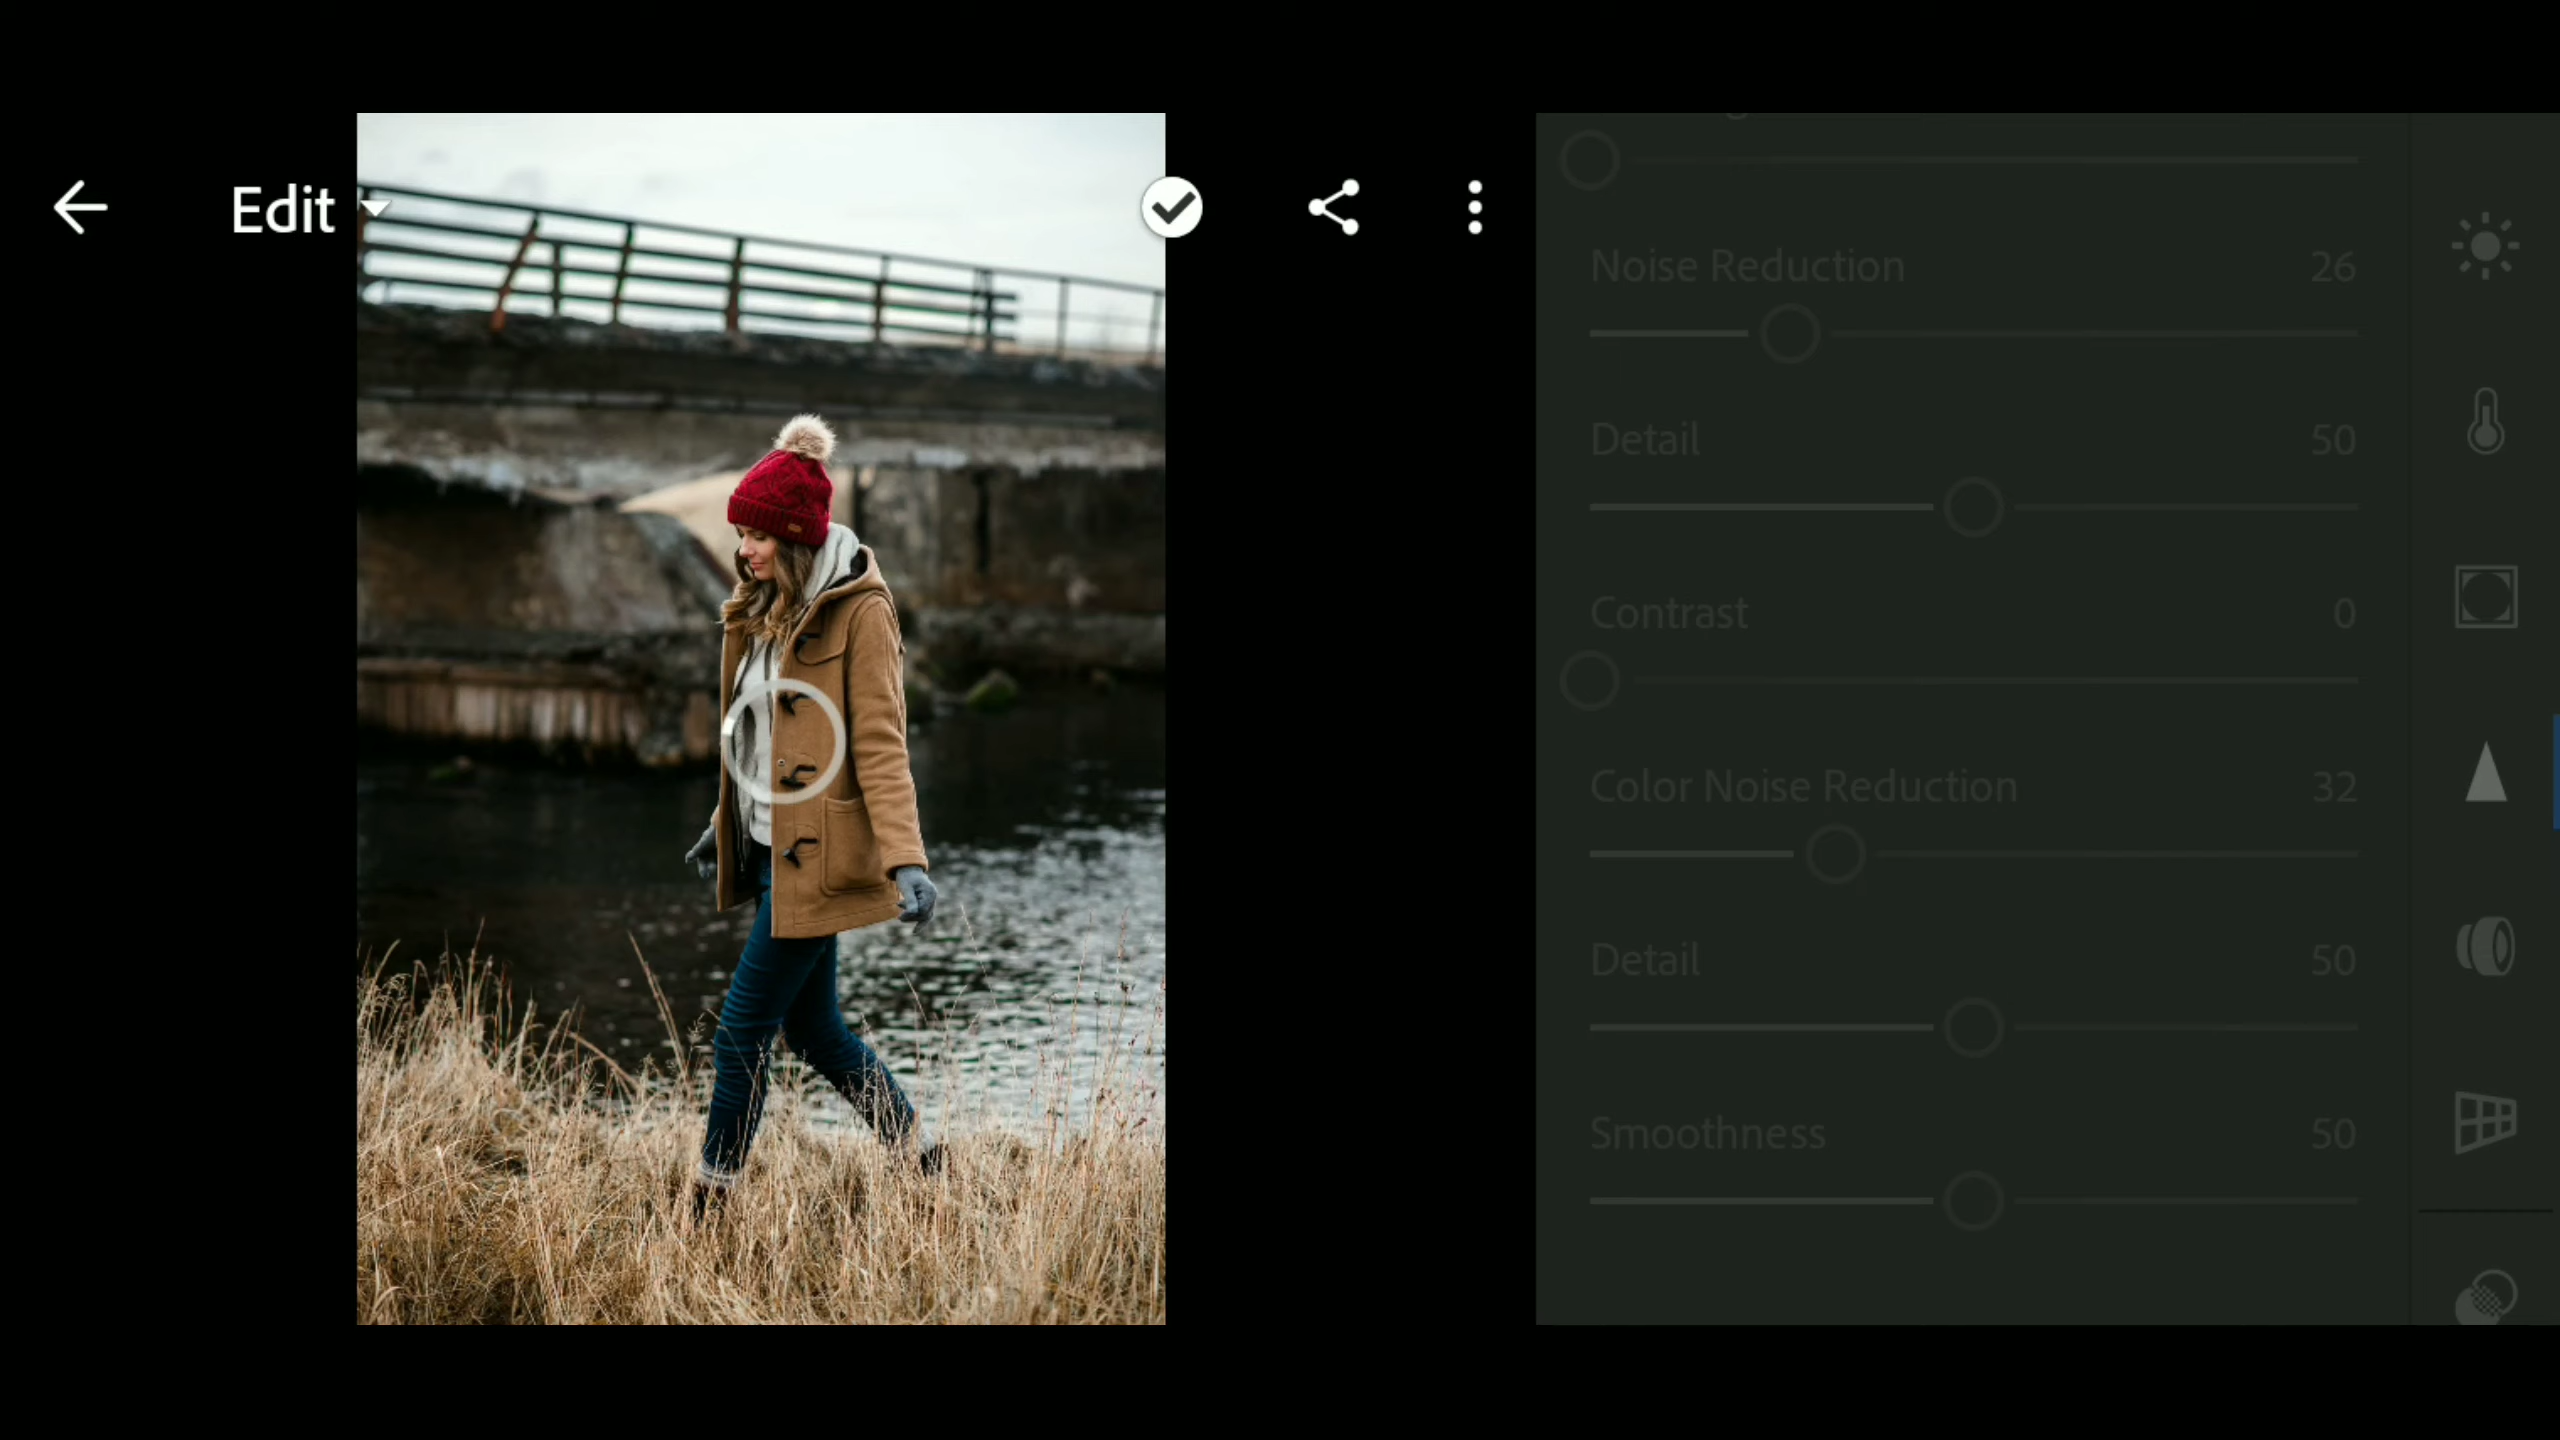 Edit
Noise Reduction 26
Detail 50
Contrast 0
Color Noise Reduction 32
Detail 50
Smoothness 50